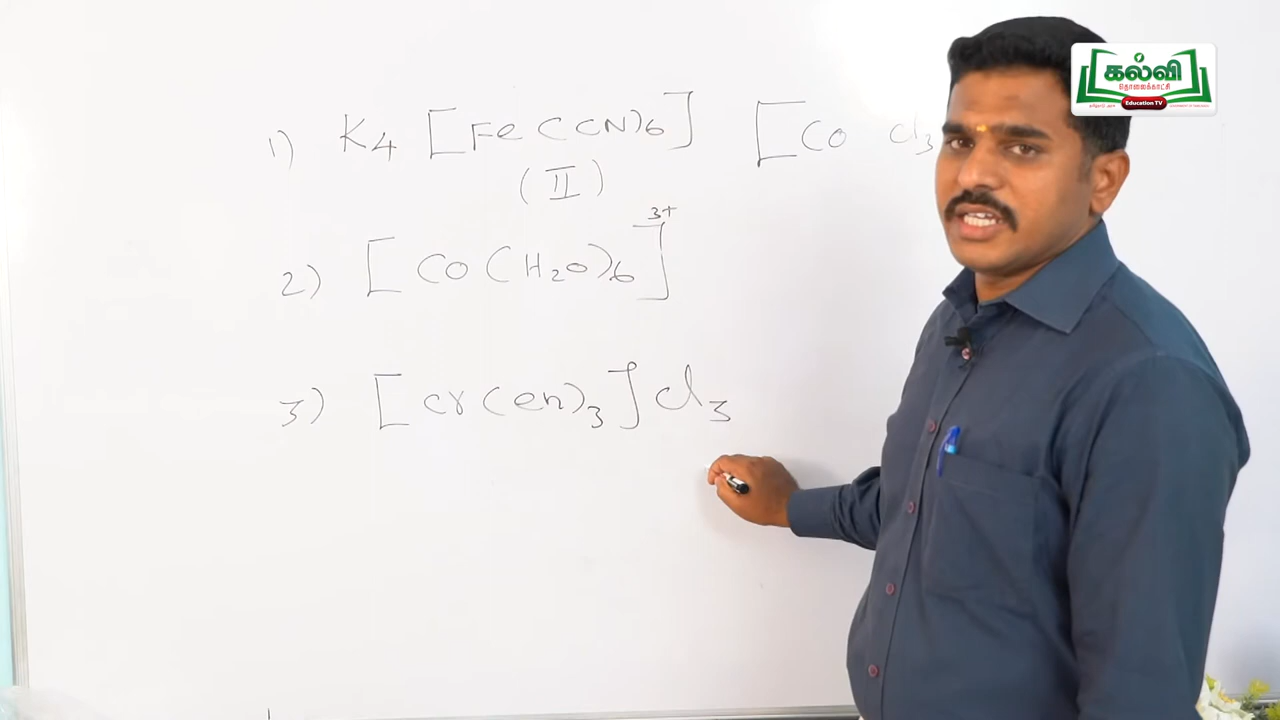 கல்வி
தொலைக்காட்சி
Education TV
1) K4 [Fe(CN)6] [Co Cl3
(II)
2) [Co(H2O)6]3+
3) [cr(en)3]Cl3